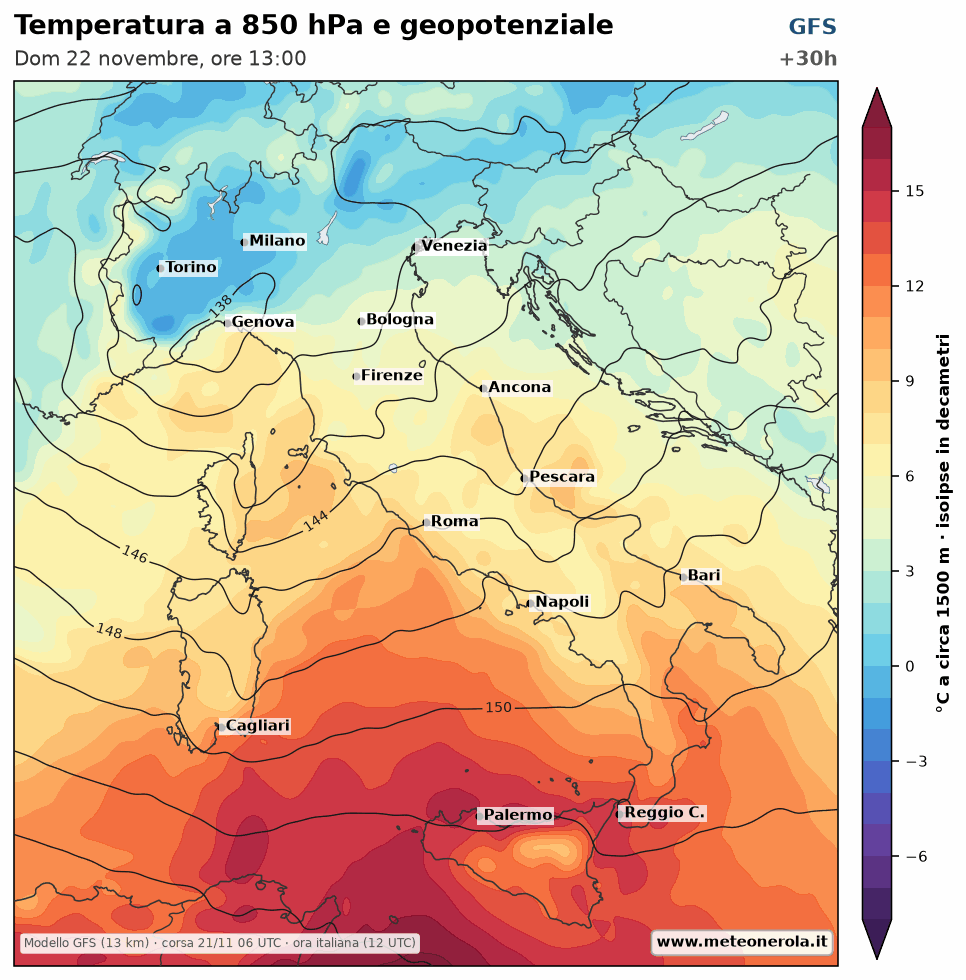 Temperatura a 850 hPa e geopotenziale
GFS
Dom 22 novembre, ore 13:00
+30h
Milano
Venezia
Torino
138
Genova
Bologna
Firenze
Ancona
Pescara
144
Roma
146
Bari
Napoli
148
150
Cagliari
Palermo
Reggio C.
15
12
9
6
3
0
−3
−6
°C a circa 1500 m · isoipse in decametri
Modello GFS (13 km) · corsa 21/11 06 UTC · ora italiana (12 UTC)
www.meteonerola.it